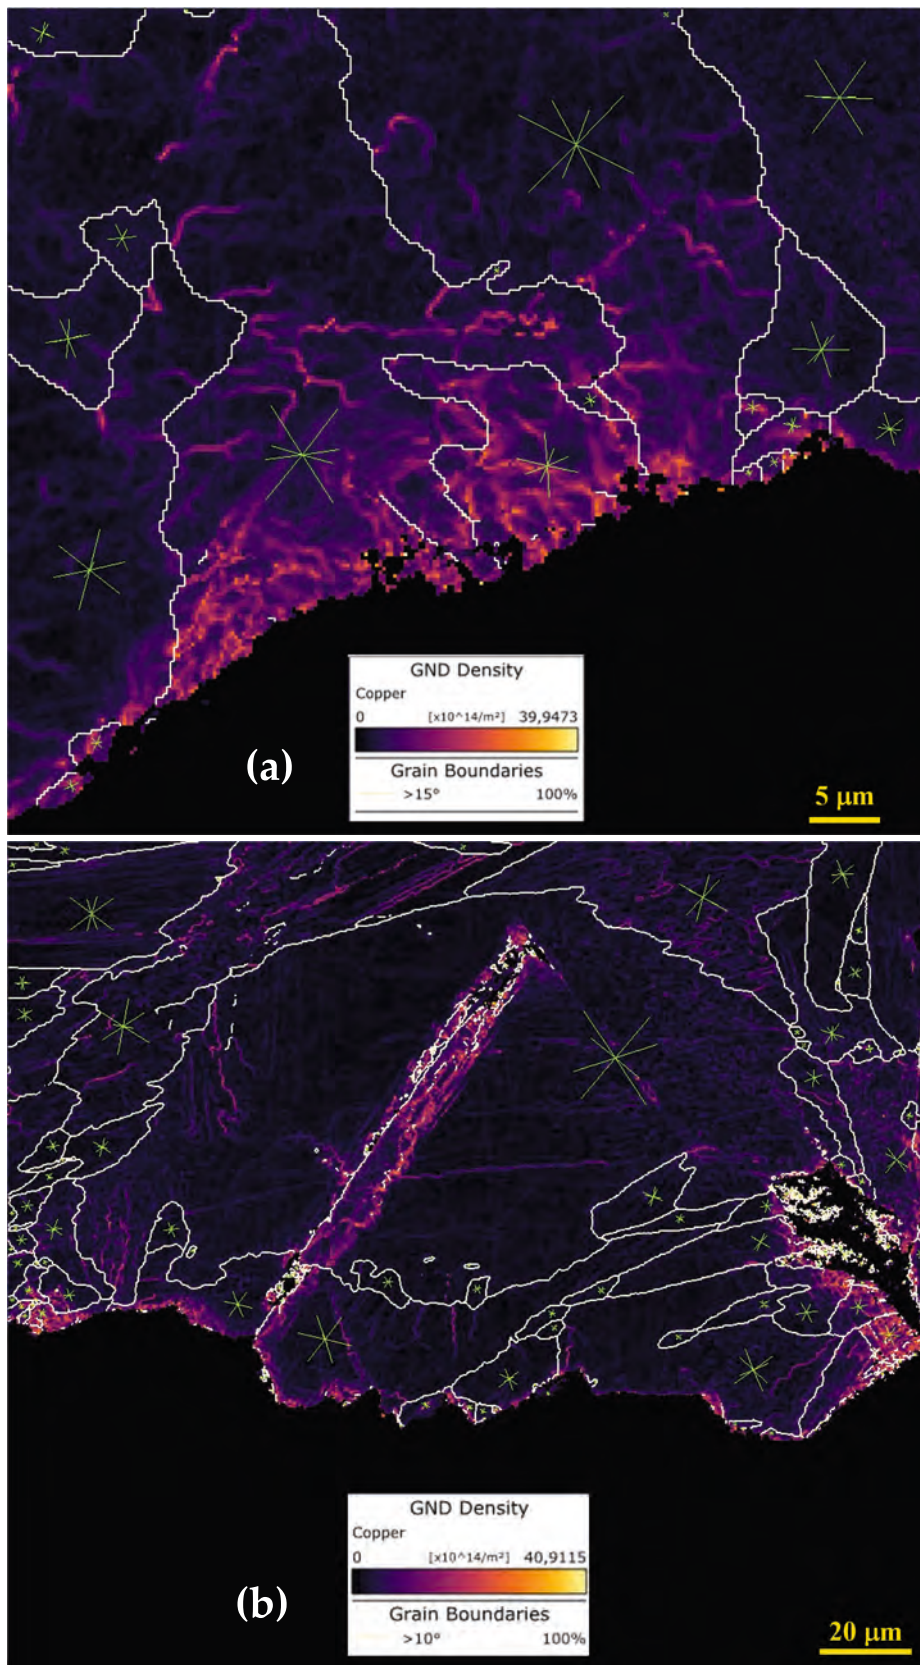 GND Density
Copper
0 [x10^14/m²] 39,9473
Grain Boundaries
>15° 100%
(a)
5 µm
GND Density
Copper
0 [x10^14/m²] 40,9115
Grain Boundaries
>10° 100%
(b)
20 µm